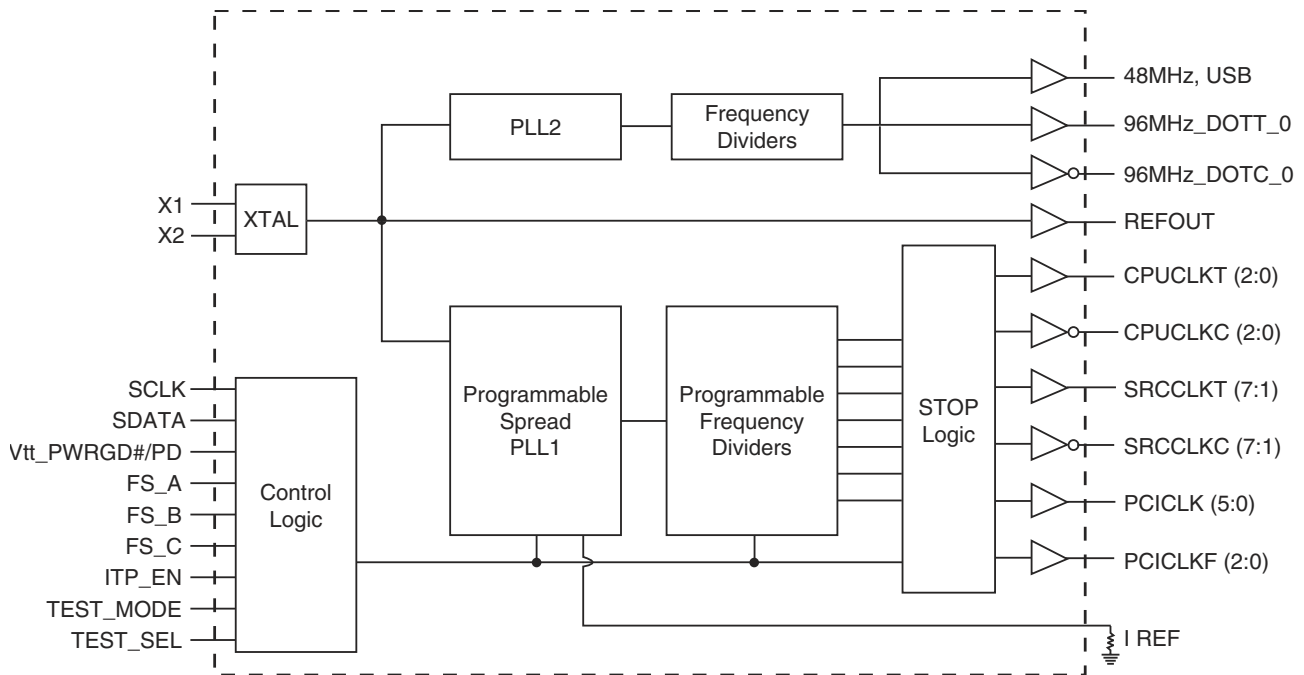 48MHz, USB
PLL2
Frequency
Dividers
96MHz_DOTT_0
96MHz_DOTC_0
X1
X2
XTAL
REFOUT
CPUCLKT (2:0)
CPUCLKC (2:0)
SCLK
SDATA
Vtt_PWRGD#/PD
FS_A
FS_B
FS_C
ITP_EN
TEST_MODE
TEST_SEL
Control
Logic
Programmable
Spread
PLL1
Programmable
Frequency
Dividers
STOP
Logic
SRCCLKT (7:1)
SRCCLKC (7:1)
PCICLK (5:0)
PCICLKF (2:0)
I REF